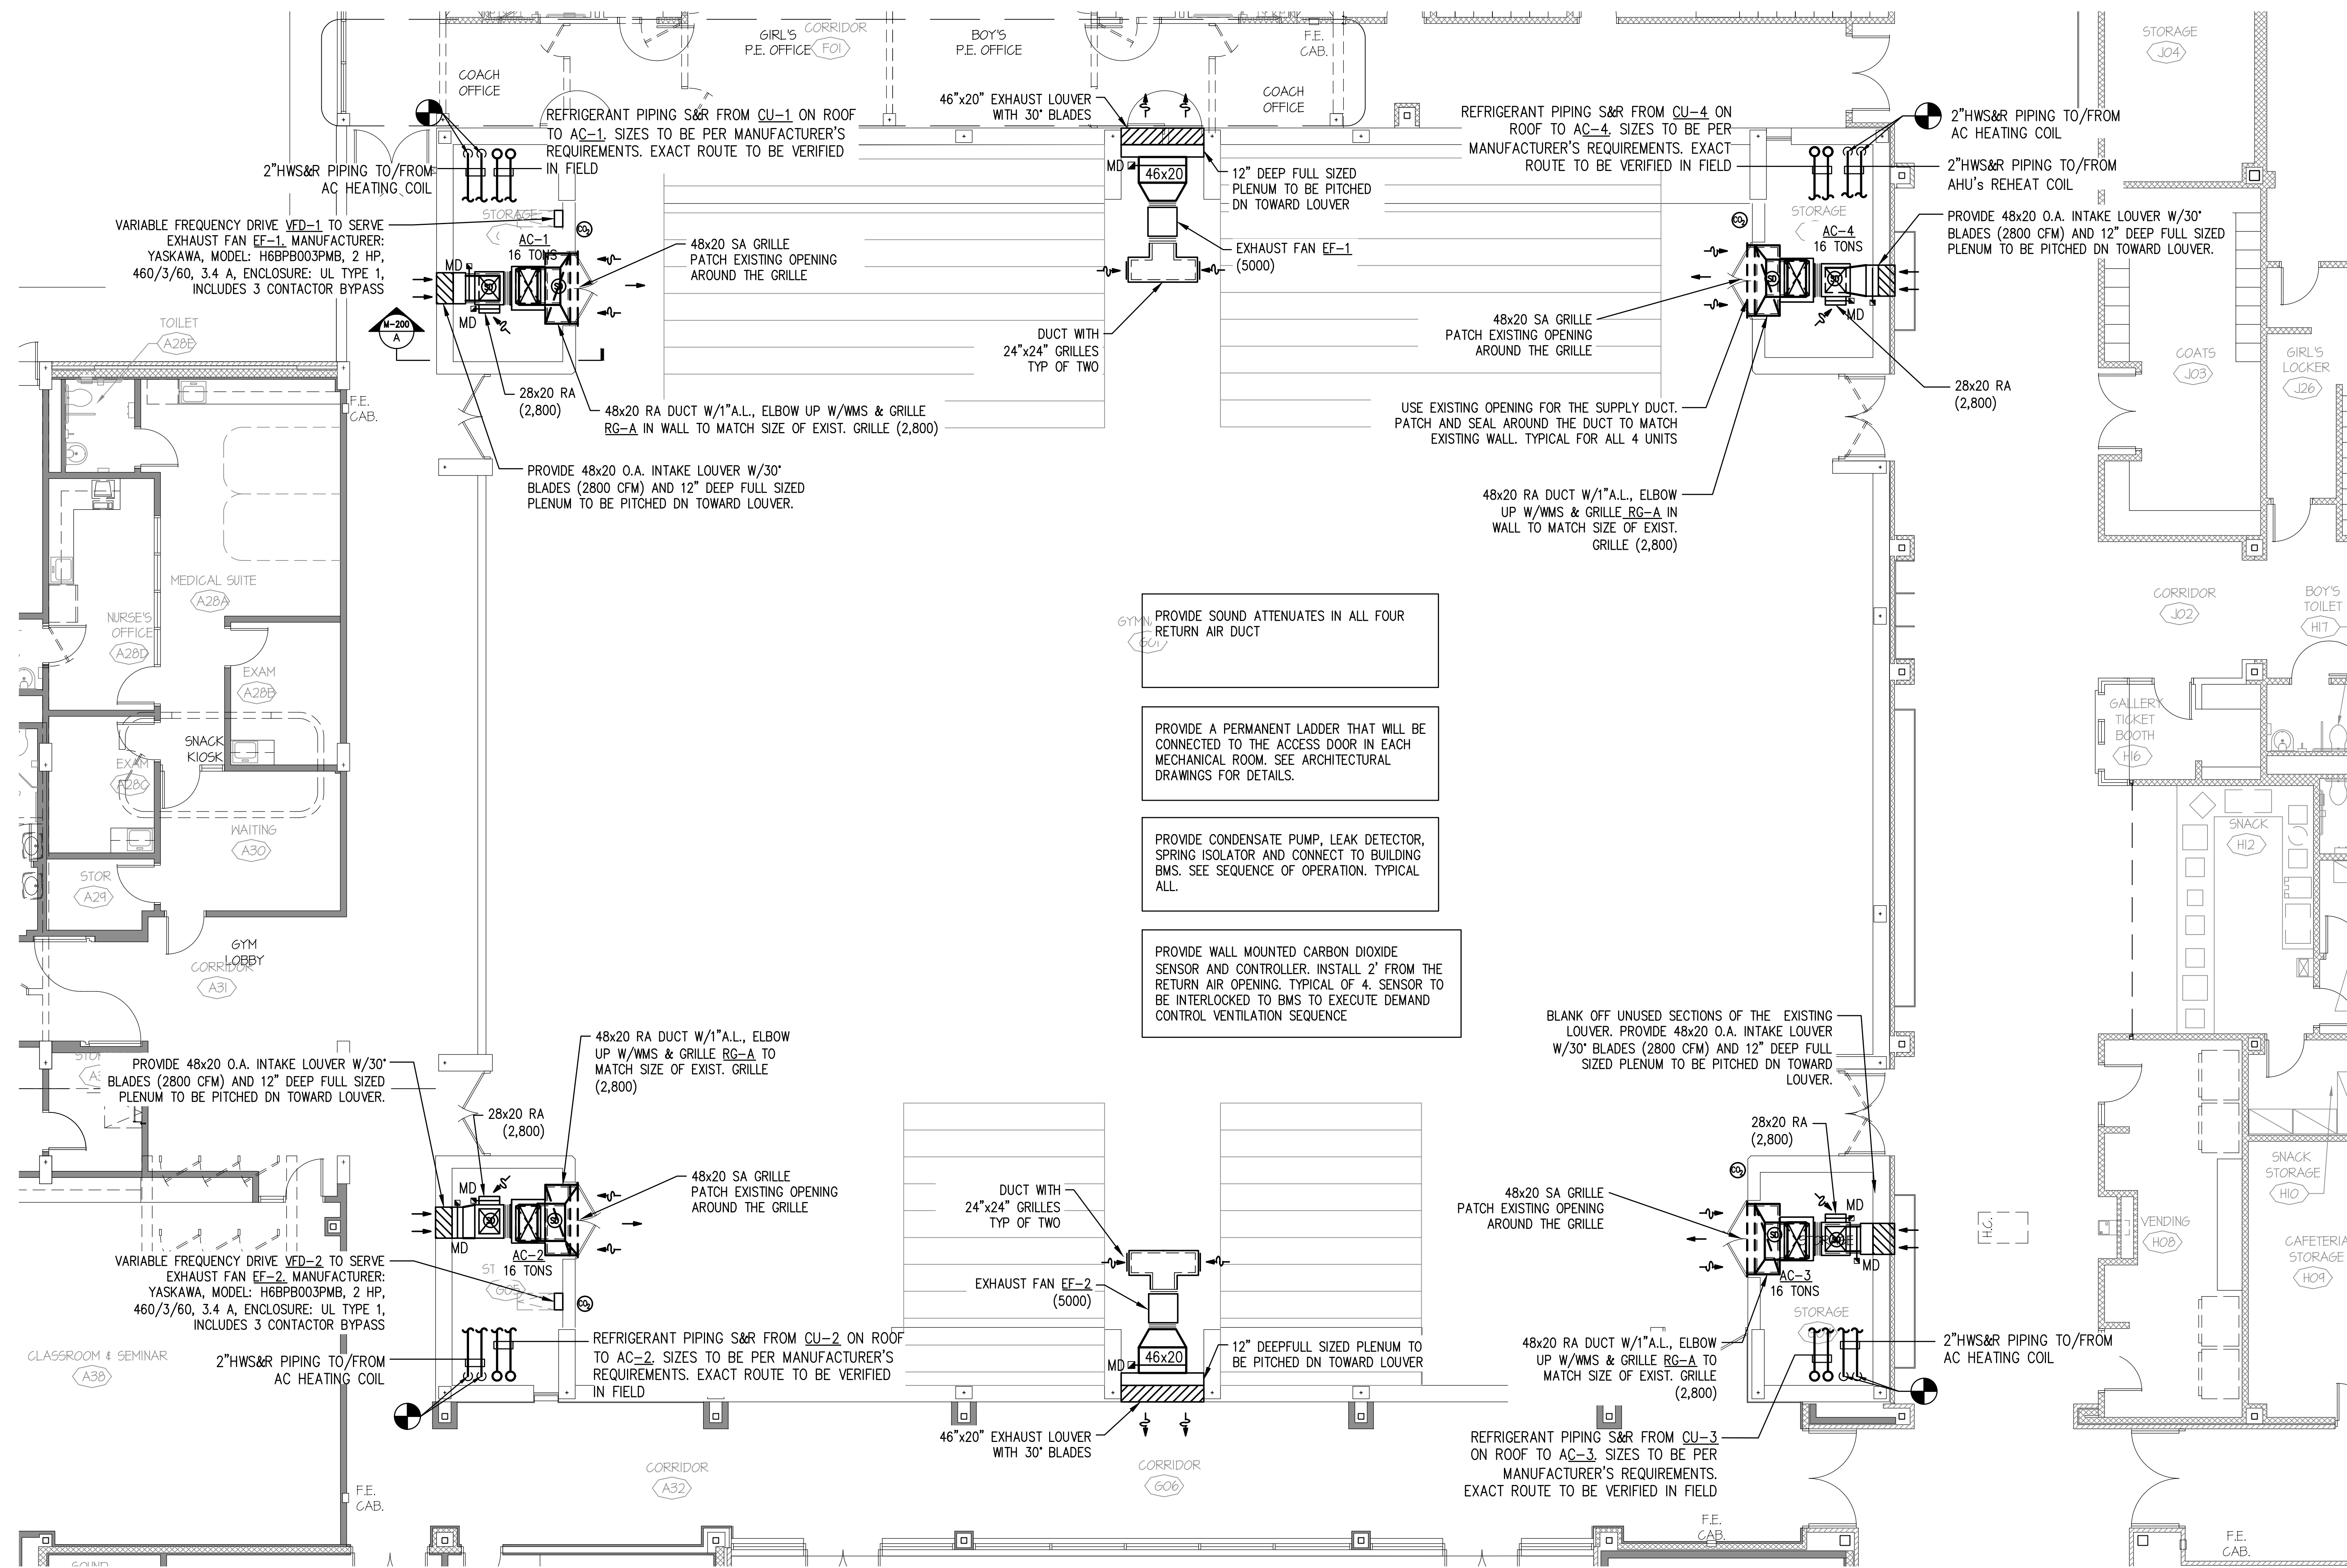 GIRL'S
P.E. OFFICE
CORRIDOR
F01
BOY'S
P.E. OFFICE
F.E.
CAB.
STORAGE
J04
COACH
OFFICE
COACH
OFFICE
REFRIGERANT PIPING S&R FROM CU-1 ON ROOF
TO AC-1. SIZES TO BE PER MANUFACTURER'S
REQUIREMENTS. EXACT ROUTE TO BE VERIFIED
IN FIELD
2"HWS&R PIPING TO/FROM
AC HEATING COIL
46"x20" EXHAUST LOUVER
WITH 30° BLADES
MD
46x20
12" DEEP FULL SIZED
PLENUM TO BE PITCHED
DN TOWARD LOUVER
REFRIGERANT PIPING S&R FROM CU-4 ON
ROOF TO AC-4. SIZES TO BE PER
MANUFACTURER'S REQUIREMENTS. EXACT
ROUTE TO BE VERIFIED IN FIELD
2"HWS&R PIPING TO/FROM
AC HEATING COIL
2"HWS&R PIPING TO/FROM
AHU's REHEAT COIL
VARIABLE FREQUENCY DRIVE VFD-1 TO SERVE
EXHAUST FAN EF-1. MANUFACTURER:
YASKAWA, MODEL: H6BPB003PMB, 2 HP,
460/3/60, 3.4 A, ENCLOSURE: UL TYPE 1,
INCLUDES 3 CONTACTOR BYPASS
STORAGE
AC-1
16 TONS
CO2
MD
SD
SD
MD
48x20 SA GRILLE
PATCH EXISTING OPENING
AROUND THE GRILLE
EXHAUST FAN EF-1
(5000)
DUCT WITH
24"x24" GRILLES
TYP OF TWO
CO2
STORAGE
AC-4
16 TONS
SD
SD
MD
PROVIDE 48x20 O.A. INTAKE LOUVER W/30°
BLADES (2800 CFM) AND 12" DEEP FULL SIZED
PLENUM TO BE PITCHED DN TOWARD LOUVER.
48x20 SA GRILLE
PATCH EXISTING OPENING
AROUND THE GRILLE
M-200
A
TOILET
A28E
F.E.
CAB.
28x20 RA
(2,800)
48x20 RA DUCT W/1"A.L., ELBOW UP W/WMS & GRILLE
RG-A IN WALL TO MATCH SIZE OF EXIST. GRILLE (2,800)
PROVIDE 48x20 O.A. INTAKE LOUVER W/30°
BLADES (2800 CFM) AND 12" DEEP FULL SIZED
PLENUM TO BE PITCHED DN TOWARD LOUVER.
USE EXISTING OPENING FOR THE SUPPLY DUCT.
PATCH AND SEAL AROUND THE DUCT TO MATCH
EXISTING WALL. TYPICAL FOR ALL 4 UNITS
28x20 RA
(2,800)
48x20 RA DUCT W/1"A.L., ELBOW
UP W/WMS & GRILLE RG-A IN
WALL TO MATCH SIZE OF EXIST.
GRILLE (2,800)
COATS
J03
GIRL'S
LOCKER
J26
MEDICAL SUITE
A28A
NURSE'S
OFFICE
A28D
EXAM
A28B
SNACK
KIOSK
EXAM
A28C
WAITING
A30
STOR
A29
GYM
LOBBY
CORRIDOR
A31
G01
PROVIDE SOUND ATTENUATES IN ALL FOUR
RETURN AIR DUCT
PROVIDE A PERMANENT LADDER THAT WILL BE
CONNECTED TO THE ACCESS DOOR IN EACH
MECHANICAL ROOM. SEE ARCHITECTURAL
DRAWINGS FOR DETAILS.
PROVIDE CONDENSATE PUMP, LEAK DETECTOR,
SPRING ISOLATOR AND CONNECT TO BUILDING
BMS. SEE SEQUENCE OF OPERATION. TYPICAL
ALL.
PROVIDE WALL MOUNTED CARBON DIOXIDE
SENSOR AND CONTROLLER. INSTALL 2' FROM THE
RETURN AIR OPENING. TYPICAL OF 4. SENSOR TO
BE INTERLOCKED TO BMS TO EXECUTE DEMAND
CONTROL VENTILATION SEQUENCE
CORRIDOR
J02
BOY'S
TOILET
H17
GALLERY
TICKET
BOOTH
H16
SNACK
H12
PROVIDE 48x20 O.A. INTAKE LOUVER W/30°
BLADES (2800 CFM) AND 12" DEEP FULL SIZED
PLENUM TO BE PITCHED DN TOWARD LOUVER.
48x20 RA DUCT W/1"A.L., ELBOW
UP W/WMS & GRILLE RG-A TO
MATCH SIZE OF EXIST. GRILLE
(2,800)
28x20 RA
(2,800)
48x20 SA GRILLE
PATCH EXISTING OPENING
AROUND THE GRILLE
MD
SD
SD
MD
AC-2
16 TONS
G05
CO2
VARIABLE FREQUENCY DRIVE VFD-2 TO SERVE
EXHAUST FAN EF-2. MANUFACTURER:
YASKAWA, MODEL: H6BPB003PMB, 2 HP,
460/3/60, 3.4 A, ENCLOSURE: UL TYPE 1,
INCLUDES 3 CONTACTOR BYPASS
2"HWS&R PIPING TO/FROM
AC HEATING COIL
REFRIGERANT PIPING S&R FROM CU-2 ON ROOF
TO AC-2. SIZES TO BE PER MANUFACTURER'S
REQUIREMENTS. EXACT ROUTE TO BE VERIFIED
IN FIELD
CLASSROOM & SEMINAR
A38
DUCT WITH
24"x24" GRILLES
TYP OF TWO
EXHAUST FAN EF-2
(5000)
MD
46x20
12" DEEPFULL SIZED PLENUM TO
BE PITCHED DN TOWARD LOUVER
46"x20" EXHAUST LOUVER
WITH 30° BLADES
BLANK OFF UNUSED SECTIONS OF THE EXISTING
LOUVER. PROVIDE 48x20 O.A. INTAKE LOUVER
W/30° BLADES (2800 CFM) AND 12" DEEP FULL
SIZED PLENUM TO BE PITCHED DN TOWARD
LOUVER.
28x20 RA
(2,800)
CO2
48x20 SA GRILLE
PATCH EXISTING OPENING
AROUND THE GRILLE
MD
SD
SD
MD
AC-3
16 TONS
STORAGE
48x20 RA DUCT W/1"A.L., ELBOW
UP W/WMS & GRILLE RG-A TO
MATCH SIZE OF EXIST. GRILLE
(2,800)
2"HWS&R PIPING TO/FROM
AC HEATING COIL
REFRIGERANT PIPING S&R FROM CU-3
ON ROOF TO AC-3. SIZES TO BE PER
MANUFACTURER'S REQUIREMENTS.
EXACT ROUTE TO BE VERIFIED IN FIELD
H.C.
VENDING
H08
SNACK
STORAGE
H10
CAFETERIA
STORAGE
H09
F.E.
CAB.
CORRIDOR
A32
CORRIDOR
G06
F.E.
CAB.
F.E.
CAB.
SOUND